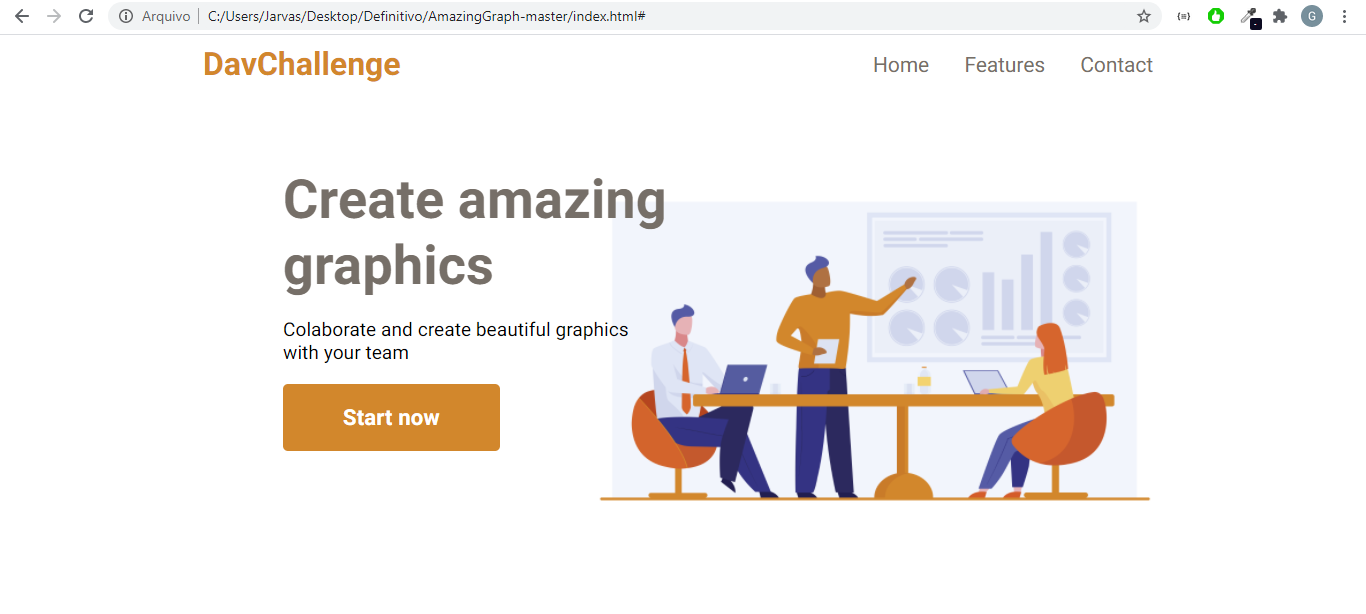 Arquivo | C:/Users/Jarvas/Desktop/Definitivo/AmazingGraph-master/index.html#
G
DavChallenge
Home Features Contact
Create amazing
graphics
Colaborate and create beautiful graphics
with your team
Start now